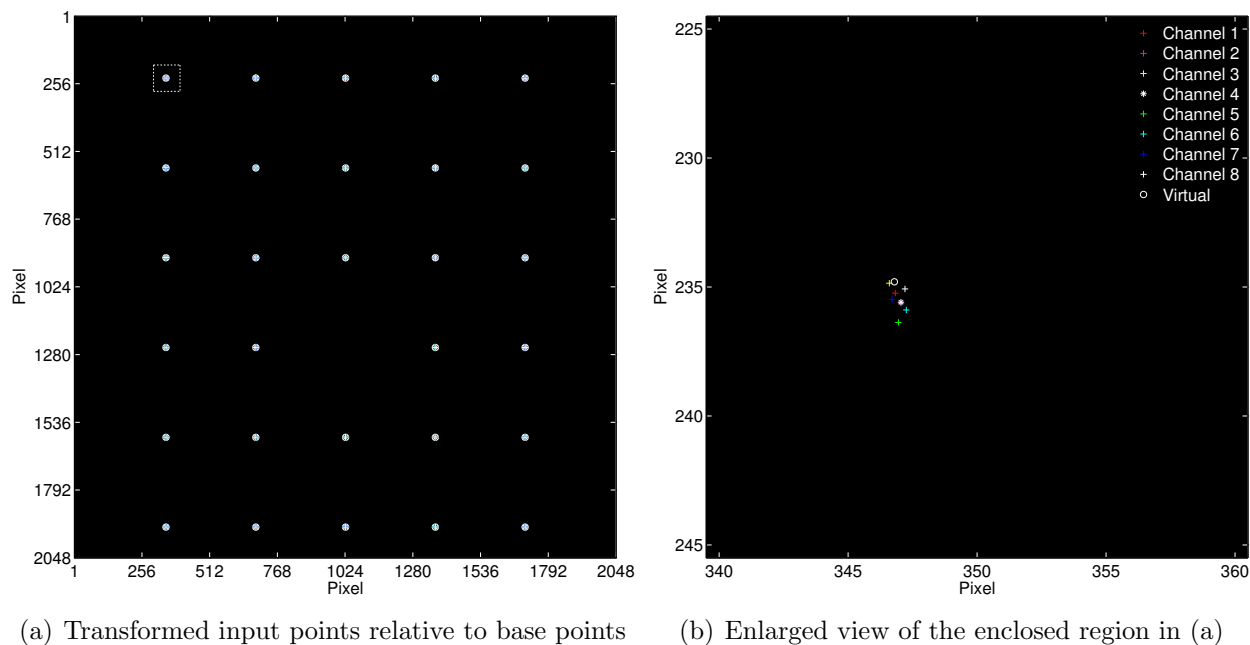 1
256
512
768
1024
1280
1536
1792
2048
Pixel
1 256 512 768 1024 1280 1536 1792 2048
Pixel
(a) Transformed input points relative to base points
225
230
235
240
245
Pixel
340 345 350 355 360
Pixel
Channel 1
Channel 2
Channel 3
Channel 4
Channel 5
Channel 6
Channel 7
Channel 8
Virtual
(b) Enlarged view of the enclosed region in (a)